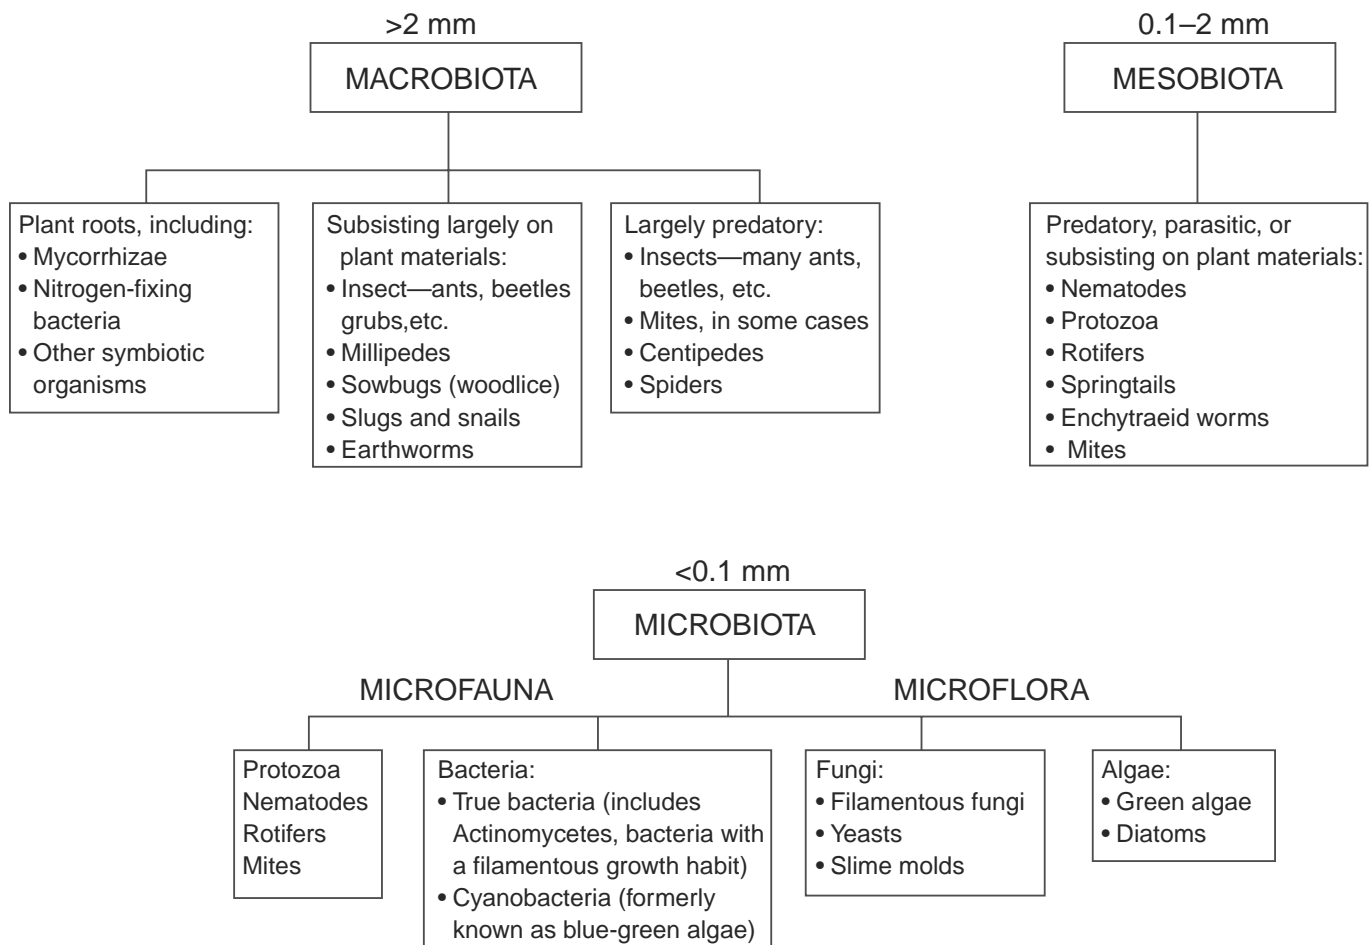 >2 mm
MACROBIOTA
Plant roots, including:
• Mycorrhizae
• Nitrogen-fixing
bacteria
• Other symbiotic
organisms
Subsisting largely on
plant materials:
• Insect—ants, beetles
grubs,etc.
• Millipedes
• Sowbugs (woodlice)
• Slugs and snails
• Earthworms
Largely predatory:
• Insects—many ants,
beetles, etc.
• Mites, in some cases
• Centipedes
• Spiders
0.1–2 mm
MESOBIOTA
Predatory, parasitic, or
subsisting on plant materials:
• Nematodes
• Protozoa
• Rotifers
• Springtails
• Enchytraeid worms
• Mites
<0.1 mm
MICROBIOTA
MICROFAUNA
MICROFLORA
Protozoa
Nematodes
Rotifers
Mites
Bacteria:
• True bacteria (includes
Actinomycetes, bacteria with
a filamentous growth habit)
• Cyanobacteria (formerly
known as blue-green algae)
Fungi:
• Filamentous fungi
• Yeasts
• Slime molds
Algae:
• Green algae
• Diatoms